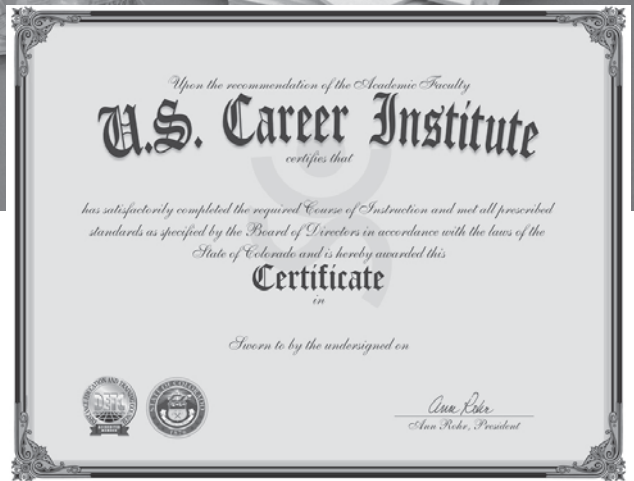 Upon the recommendation of the Academic Faculty
U.S. Career Institute
certifies that
has satisfactorily completed the required Course of Instruction and met all prescribed
standards as specified by the Board of Directors in accordance with the laws of the
State of Colorado and is hereby awarded this
Certificate
in
Sworn to by the undersigned on
DETC
Ann Rohr
Ann Rohr, President